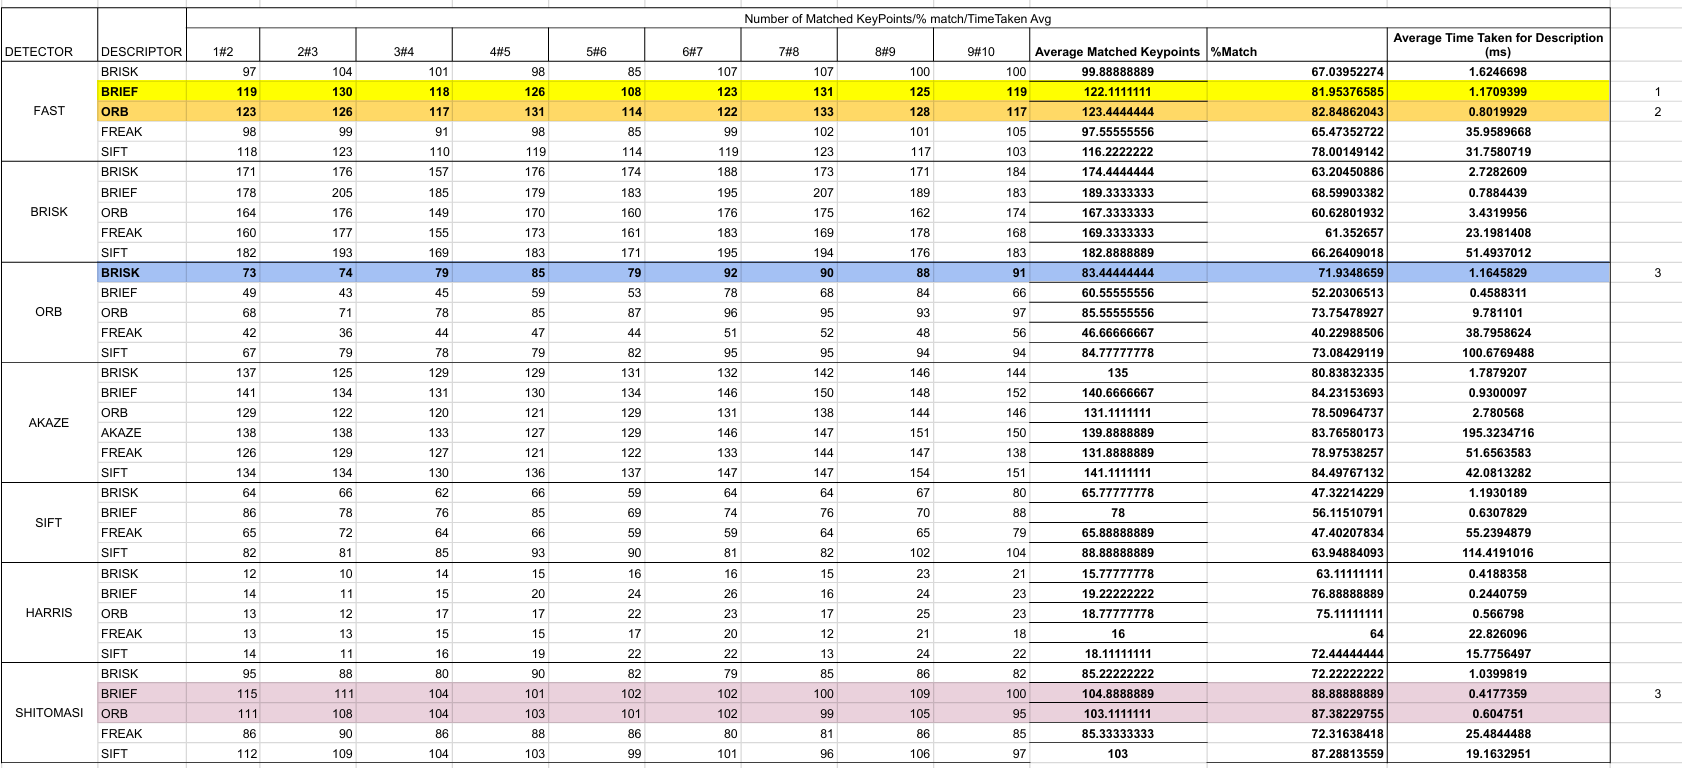 Number of Matched KeyPoints/% match/TimeTaken Avg
DETECTOR DESCRIPTOR 1#2 2#3 3#4 4#5 5#6 6#7 7#8 8#9 9#10 Average Matched Keypoints %Match Average Time Taken for Description (ms)
BRISK 97 104 101 98 85 107 107 100 100 99.88888889 67.03952274 1.6246698
BRIEF 119 130 118 126 108 123 131 125 119 122.1111111 81.95376585 1.1709399 1
FAST ORB 123 126 117 131 114 122 133 128 117 123.4444444 82.84862043 0.8019929 2
FREAK 98 99 91 98 85 99 102 101 105 97.55555556 65.47352722 35.9589668
SIFT 118 123 110 119 114 119 123 117 103 116.2222222 78.00149142 31.7580719
BRISK 171 176 157 176 174 188 173 171 184 174.4444444 63.20450886 2.7282609
BRIEF 178 205 185 179 183 195 207 189 183 189.3333333 68.59903382 0.7884439
BRISK ORB 164 176 149 170 160 176 175 162 174 167.3333333 60.62801932 3.4319956
FREAK 160 177 155 173 161 183 169 178 168 169.3333333 61.352657 23.1981408
SIFT 182 193 169 183 171 195 194 176 183 182.8888889 66.26409018 51.4937012
BRISK 73 74 79 85 79 92 90 88 91 83.44444444 71.9348659 1.1645829 3
BRIEF 49 43 45 59 53 78 68 84 66 60.55555556 52.20306513 0.4588311
ORB ORB 68 71 78 85 87 96 95 93 97 85.55555556 73.75478927 9.781101
FREAK 42 36 44 47 44 51 52 48 56 46.66666667 40.22988506 38.7958624
SIFT 67 79 78 79 82 95 95 94 94 84.77777778 73.08429119 100.6769488
BRISK 137 125 129 129 131 132 142 146 144 135 80.83832335 1.7879207
BRIEF 141 134 131 130 134 146 150 148 152 140.6666667 84.23153693 0.9300997
AKAZE ORB 129 122 120 121 129 131 138 144 146 131.1111111 78.50964737 2.780568
AKAZE 138 138 133 127 129 146 147 151 150 139.8888889 83.76580173 195.3234716
FREAK 126 129 127 121 122 133 144 147 138 131.8888889 78.97538257 51.6563583
SIFT 134 134 130 136 137 147 147 154 151 141.1111111 84.49767132 42.0813282
BRISK 64 66 62 66 59 64 64 67 80 65.77777778 47.32214229 1.1930189
SIFT BRIEF 86 78 76 85 69 74 76 70 88 78 56.11510791 0.6307829
FREAK 65 72 64 66 59 59 64 65 79 65.88888889 47.40207834 55.2394879
SIFT 82 81 85 93 90 81 82 102 104 88.88888889 63.94884093 114.4191016
BRISK 12 10 14 15 16 16 15 23 21 15.77777778 63.11111111 0.4188358
BRIEF 14 11 15 20 24 26 16 24 23 19.22222222 76.88888889 0.2440759
HARRIS ORB 13 12 17 17 22 23 17 25 23 18.77777778 75.11111111 0.566798
FREAK 13 13 15 15 17 20 12 21 18 16 64 22.826096
SIFT 14 11 16 19 22 22 13 24 22 18.11111111 72.44444444 15.7756497
BRISK 95 88 80 90 82 79 85 86 82 85.22222222 72.22222222 1.0399819
BRIEF 115 111 104 101 102 102 100 109 100 104.8888889 88.88888889 0.4177359 3
SHITOMASI ORB 111 108 104 103 101 102 99 105 95 103.1111111 87.38229755 0.604751
FREAK 86 90 86 88 86 80 81 86 85 85.33333333 72.31638418 25.4844488
SIFT 112 109 104 103 99 101 96 106 97 103 87.28813559 19.1632951